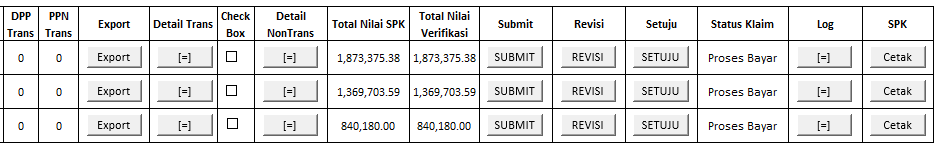 DPP Trans PPN Trans Export Detail Trans Check Box Detail NonTrans Total Nilai SPK Total Nilai Verifikasi Submit Revisi Setuju Status Klaim Log SPK
0 0 Export [=] [=] 1,873,375.38 1,873,375.38 SUBMIT REVISI SETUJU Proses Bayar [=] Cetak
0 0 Export [=] [=] 1,369,703.59 1,369,703.59 SUBMIT REVISI SETUJU Proses Bayar [=] Cetak
0 0 Export [=] [=] 840,180.00 840,180.00 SUBMIT REVISI SETUJU Proses Bayar [=] Cetak